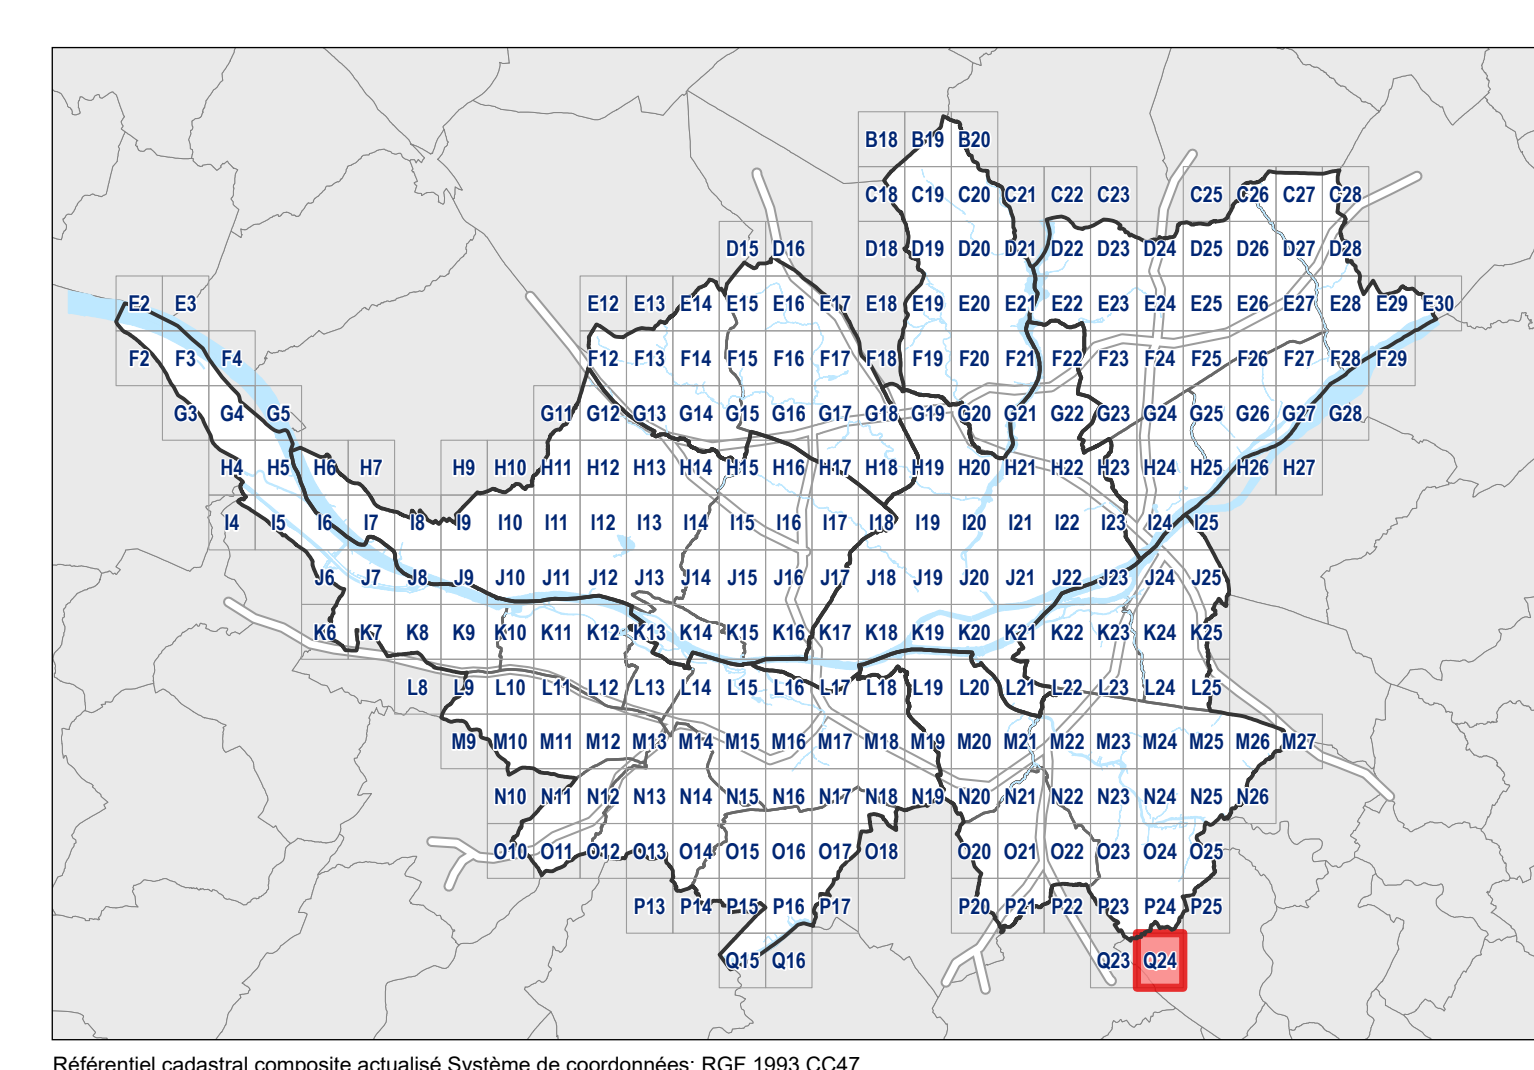 B18 B19 B20
C18 C19 C20 C21 C22 C23 C25 C26 C27 C28
D15 D16 D18 D19 D20 D21 D22 D23 D24 D25 D26 D27 D28
E2 E3 E12 E13 E14 E15 E16 E17 E18 E19 E20 E21 E22 E23 E24 E25 E26 E27 E28 E29 E30
F2 F3 F4 F12 F13 F14 F15 F16 F17 F18 F19 F20 F21 F22 F23 F24 F25 F26 F27 F28 F29
G3 G4 G5 G11 G12 G13 G14 G15 G16 G17 G18 G19 G20 G21 G22 G23 G24 G25 G26 G27 G28
H4 H5 H6 H7 H9 H10 H11 H12 H13 H14 H15 H16 H17 H18 H19 H20 H21 H22 H23 H24 H25 H26 H27
I4 I5 I6 I7 I8 I9 I10 I11 I12 I13 I14 I15 I16 I17 I18 I19 I20 I21 I22 I23 I24 I25
J6 J7 J8 J9 J10 J11 J12 J13 J14 J15 J16 J17 J18 J19 J20 J21 J22 J23 J24 J25
K6 K7 K8 K9 K10 K11 K12 K13 K14 K15 K16 K17 K18 K19 K20 K21 K22 K23 K24 K25
L8 L9 L10 L11 L12 L13 L14 L15 L16 L17 L18 L19 L20 L21 L22 L23 L24 L25
M9 M10 M11 M12 M13 M14 M15 M16 M17 M18 M19 M20 M21 M22 M23 M24 M25 M26 M27
N10 N11 N12 N13 N14 N15 N16 N17 N18 N19 N20 N21 N22 N23 N24 N25 N26
O10 O11 O12 O13 O14 O15 O16 O17 O18 O20 O21 O22 O23 O24 O25
P13 P14 P15 P16 P17 P20 P21 P22 P23 P24 P25
Q15 Q16 Q23 Q24
Référentiel cadastral composite actualisé Système de coordonnées: RGF 1993 CC47